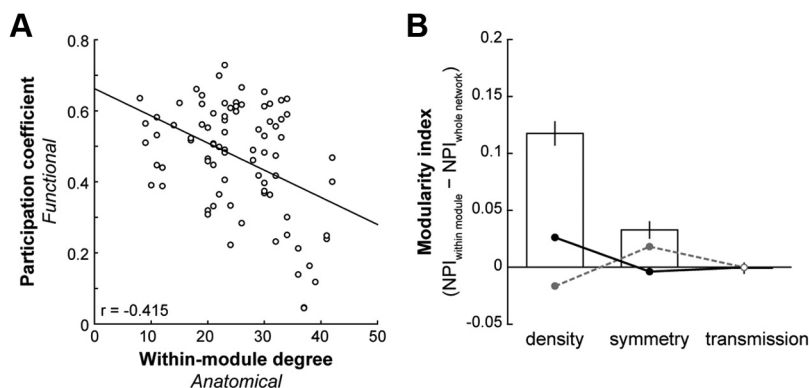 A
Participation coefficient
Functional
0.8
0.6
0.4
0.2
0
r = -0.415
0 10 20 30 40 50
Within-module degree
Anatomical
B
Modularity index
(NPIwithin module − NPIwhole network)
0.2
0.15
0.1
0.05
0
-0.05
density symmetry transmission